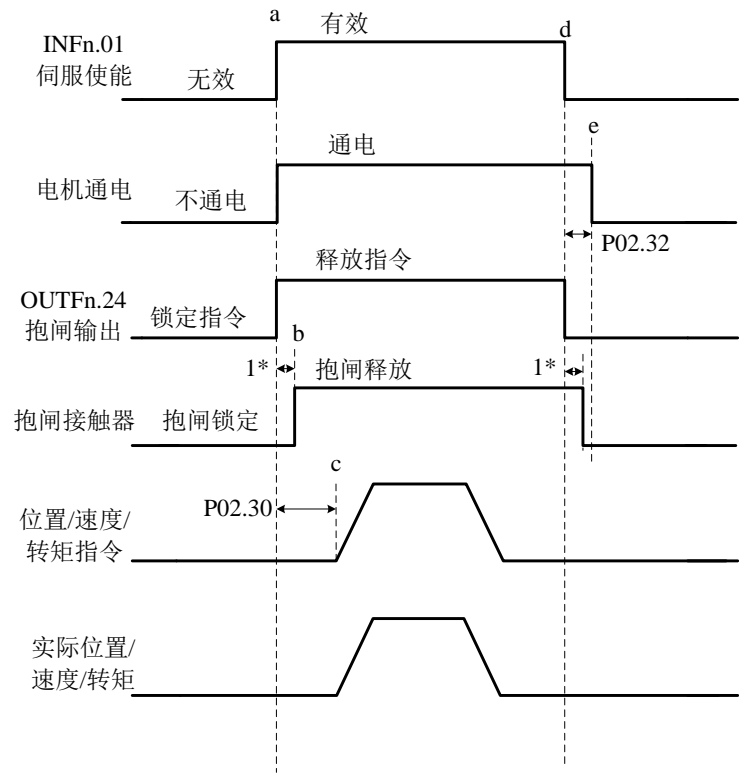 a
有效
d
INFn.01
伺服使能
无效
e
通电
电机通电
不通电
P02.32
释放指令
OUTFn.24
抱闸输出
锁定指令
b
1*
抱闸释放
1*
抱闸接触器
抱闸锁定
c
P02.30
位置/速度/
转矩指令
实际位置/
速度/转矩